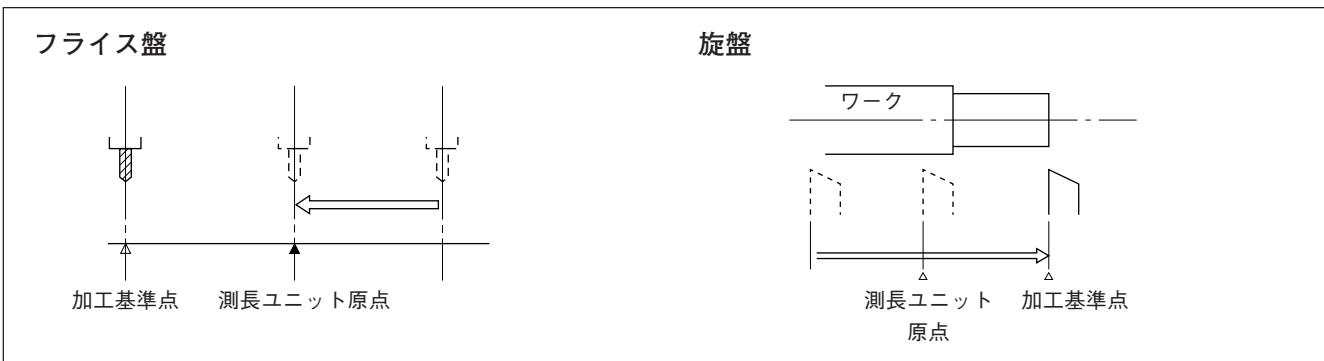 フライス盤
加工基準点
測長ユニット原点
旋盤
ワーク
測長ユニット
原点
加工基準点